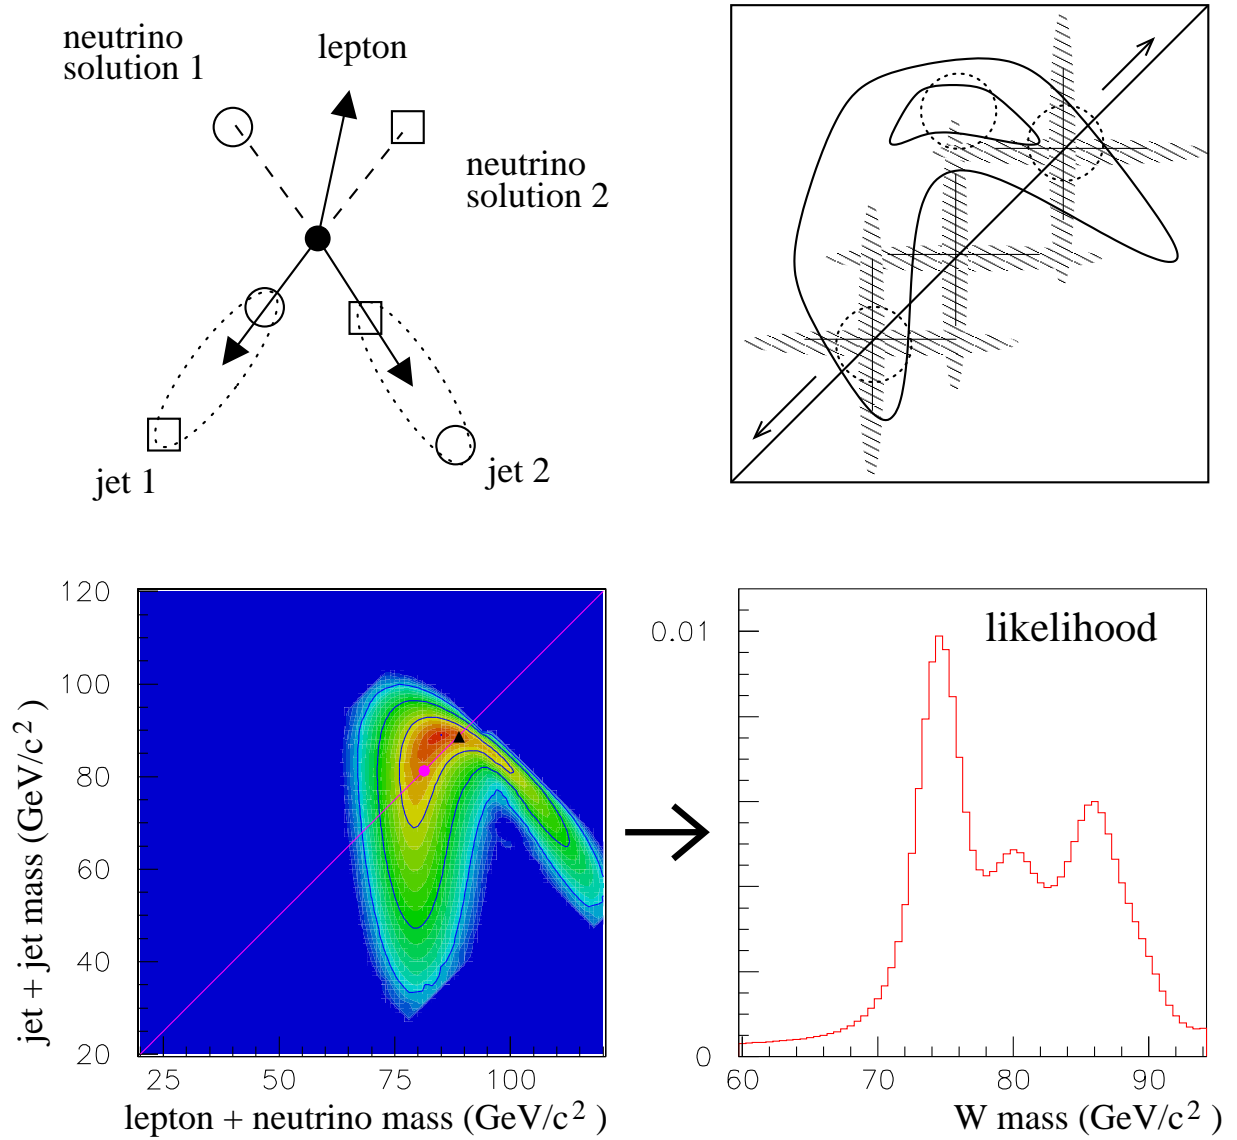 neutrino
solution 1
lepton
neutrino
solution 2
jet 1
jet 2
120
100
80
60
40
20
25
50
75
100
jet + jet mass (GeV/c²)
lepton + neutrino mass (GeV/c²)
likelihood
0.01
0
60
70
80
90
W mass (GeV/c²)